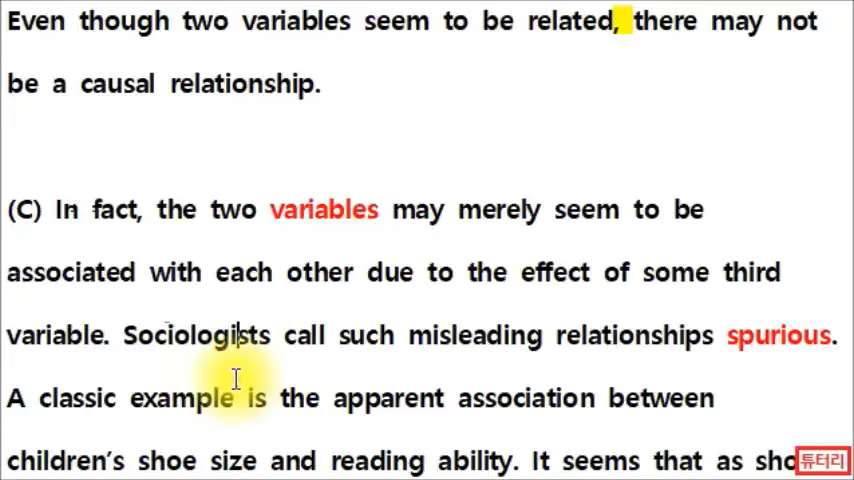 Even though two variables seem to be related, there may not
be a causal relationship.
(C) In fact, the two variables may merely seem to be
associated with each other due to the effect of some third
variable. Sociologists call such misleading relationships spurious.
A classic example is the apparent association between
children's shoe size and reading ability. It seems that as
튜터리